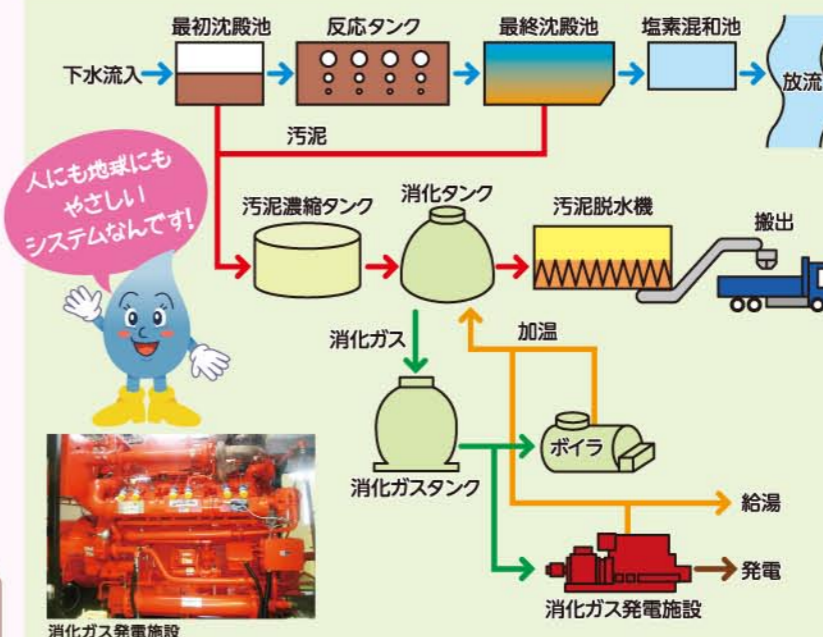 最初沈殿池
反応タンク
最終沈殿池
塩素混和池
下水流入
放流
汚泥
人にも地球にも
やさしい
システムなんです!
汚泥濃縮タンク
消化タンク
汚泥脱水機
搬出
消化ガス
加温
消化ガスタンク
ボイラ
給湯
発電
消化ガス発電施設
消化ガス発電施設